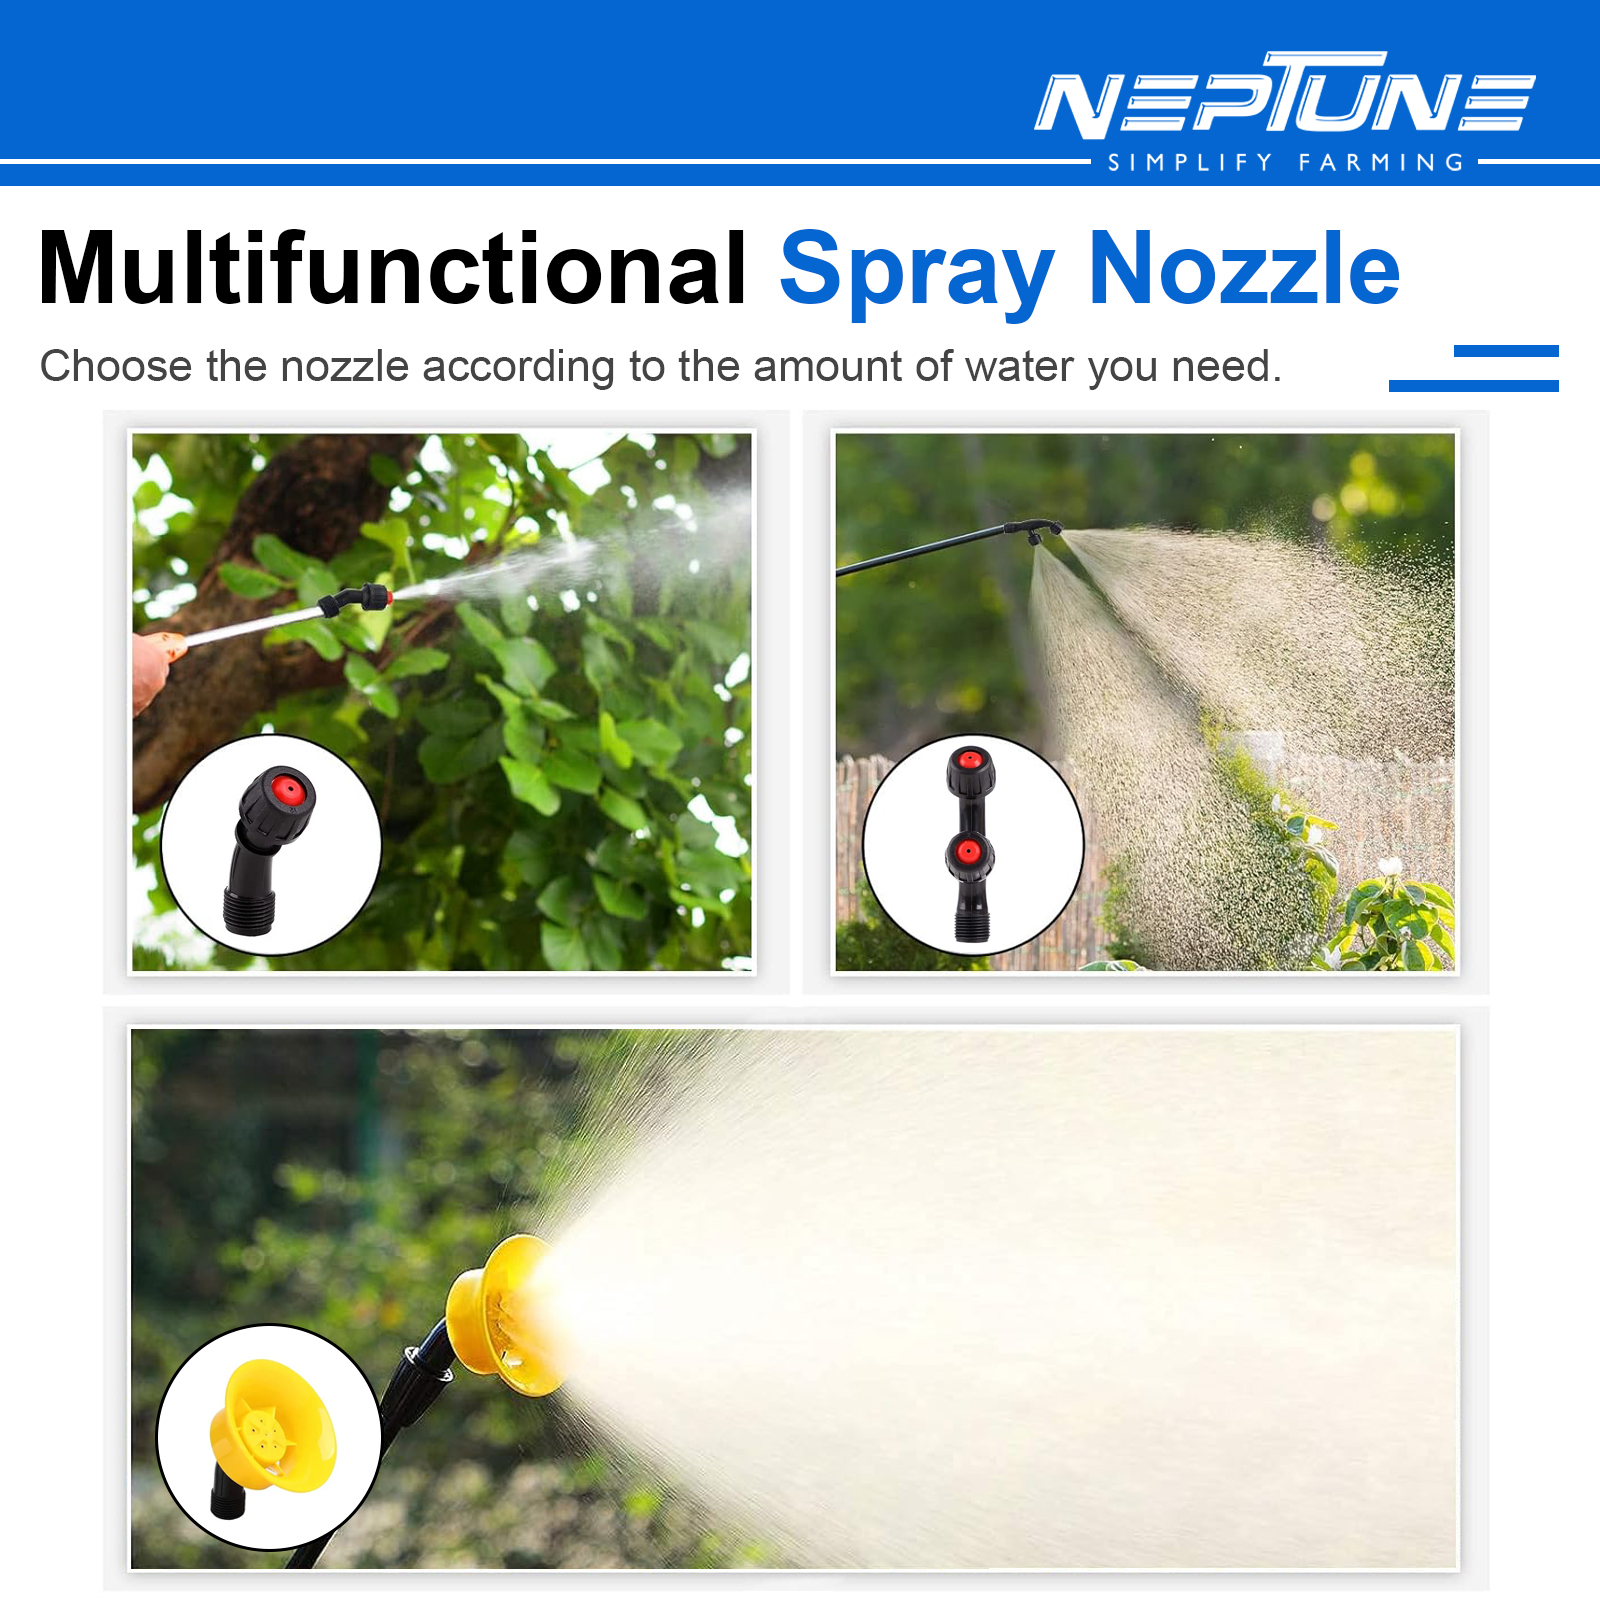 NEPTUNE
SIMPLIFY FARMING
Multifunctional Spray Nozzle
Choose the nozzle according to the amount of water you need.